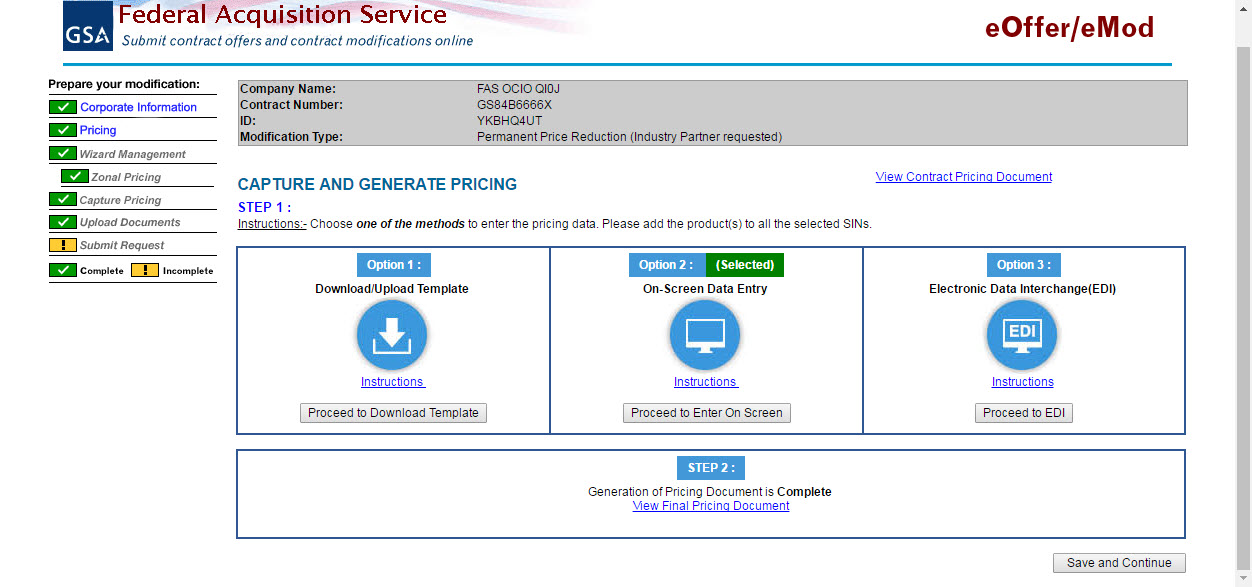 GSA
Federal Acquisition Service
Submit contract offers and contract modifications online
eOffer/eMod
Prepare your modification:
Corporate Information
Pricing
Wizard Management
Zonal Pricing
Capture Pricing
Upload Documents
! Submit Request
Complete ! Incomplete
Company Name: FAS OCIO QI0J
Contract Number: GS84B6666X
ID: YKBHQ4UT
Modification Type: Permanent Price Reduction (Industry Partner requested)
View Contract Pricing Document
CAPTURE AND GENERATE PRICING
STEP 1 :
Instructions:- Choose one of the methods to enter the pricing data. Please add the product(s) to all the selected SINs.
Option 1 :
Download/Upload Template
Instructions
Proceed to Download Template
Option 2 : (Selected)
On-Screen Data Entry
Instructions
Proceed to Enter On Screen
Option 3 :
Electronic Data Interchange(EDI)
EDI
Instructions
Proceed to EDI
STEP 2 :
Generation of Pricing Document is Complete
View Final Pricing Document
Save and Continue